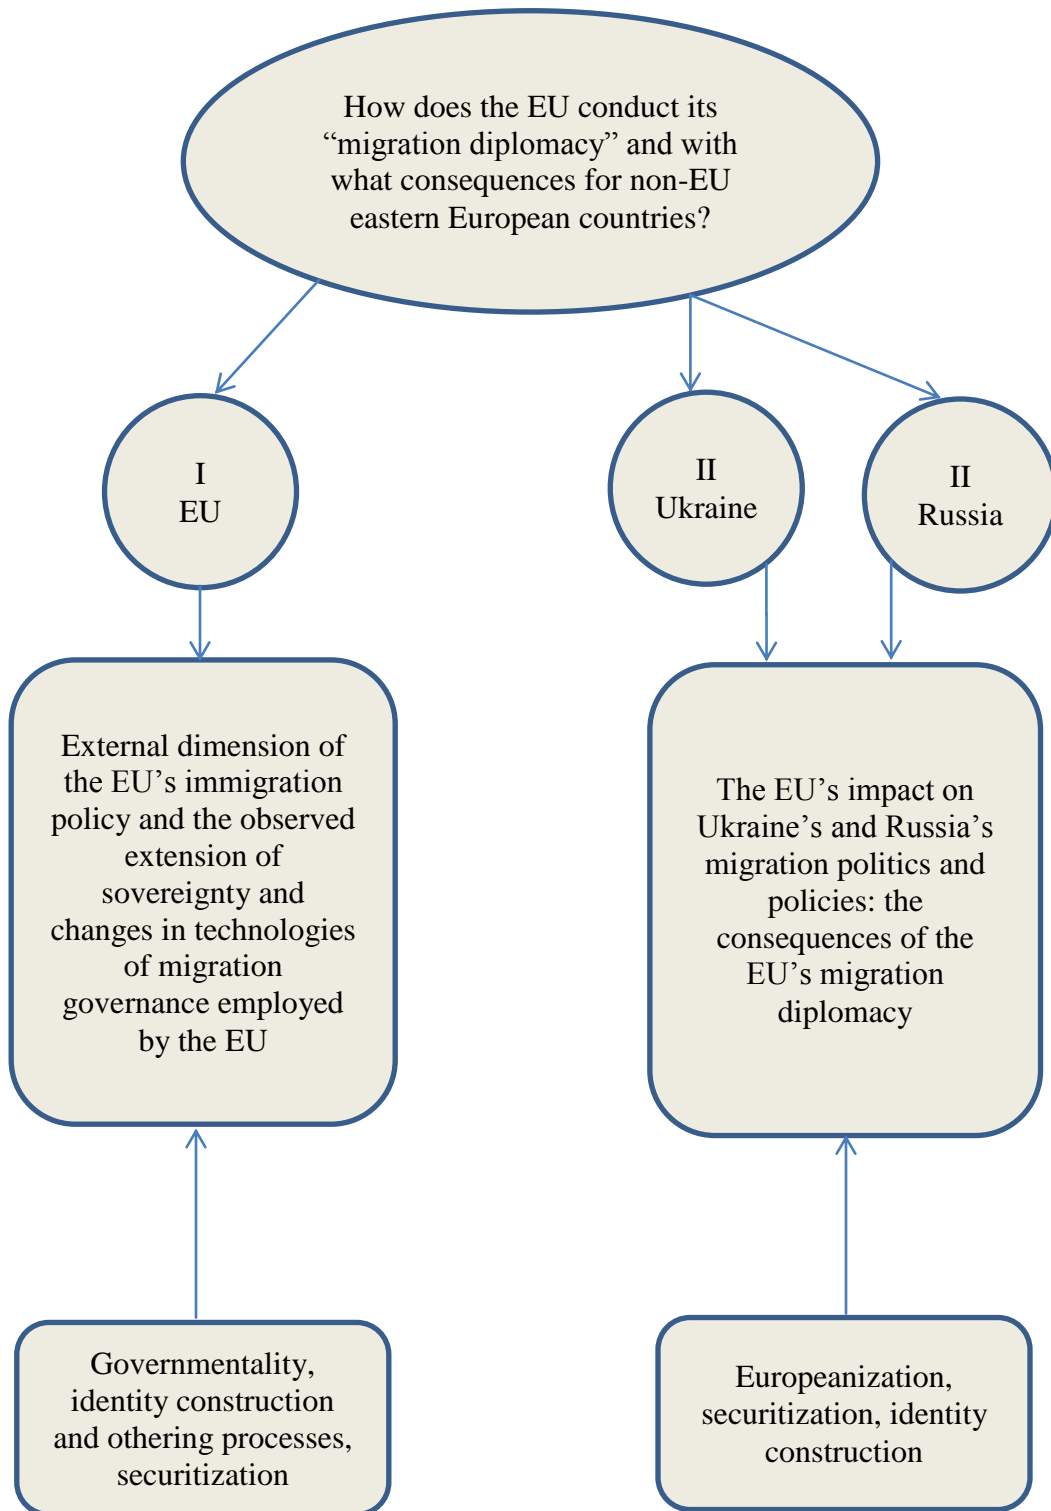 How does the EU conduct its
“migration diplomacy” and with
what consequences for non-EU
eastern European countries?
I
EU
II
Ukraine
II
Russia
External dimension of
the EU’s immigration
policy and the observed
extension of
sovereignty and
changes in technologies
of migration
governance employed
by the EU
The EU’s impact on
Ukraine’s and Russia’s
migration politics and
policies: the
consequences of the
EU’s migration
diplomacy
Governmentality,
identity construction
and othering processes,
securitization
Europeanization,
securitization, identity
construction